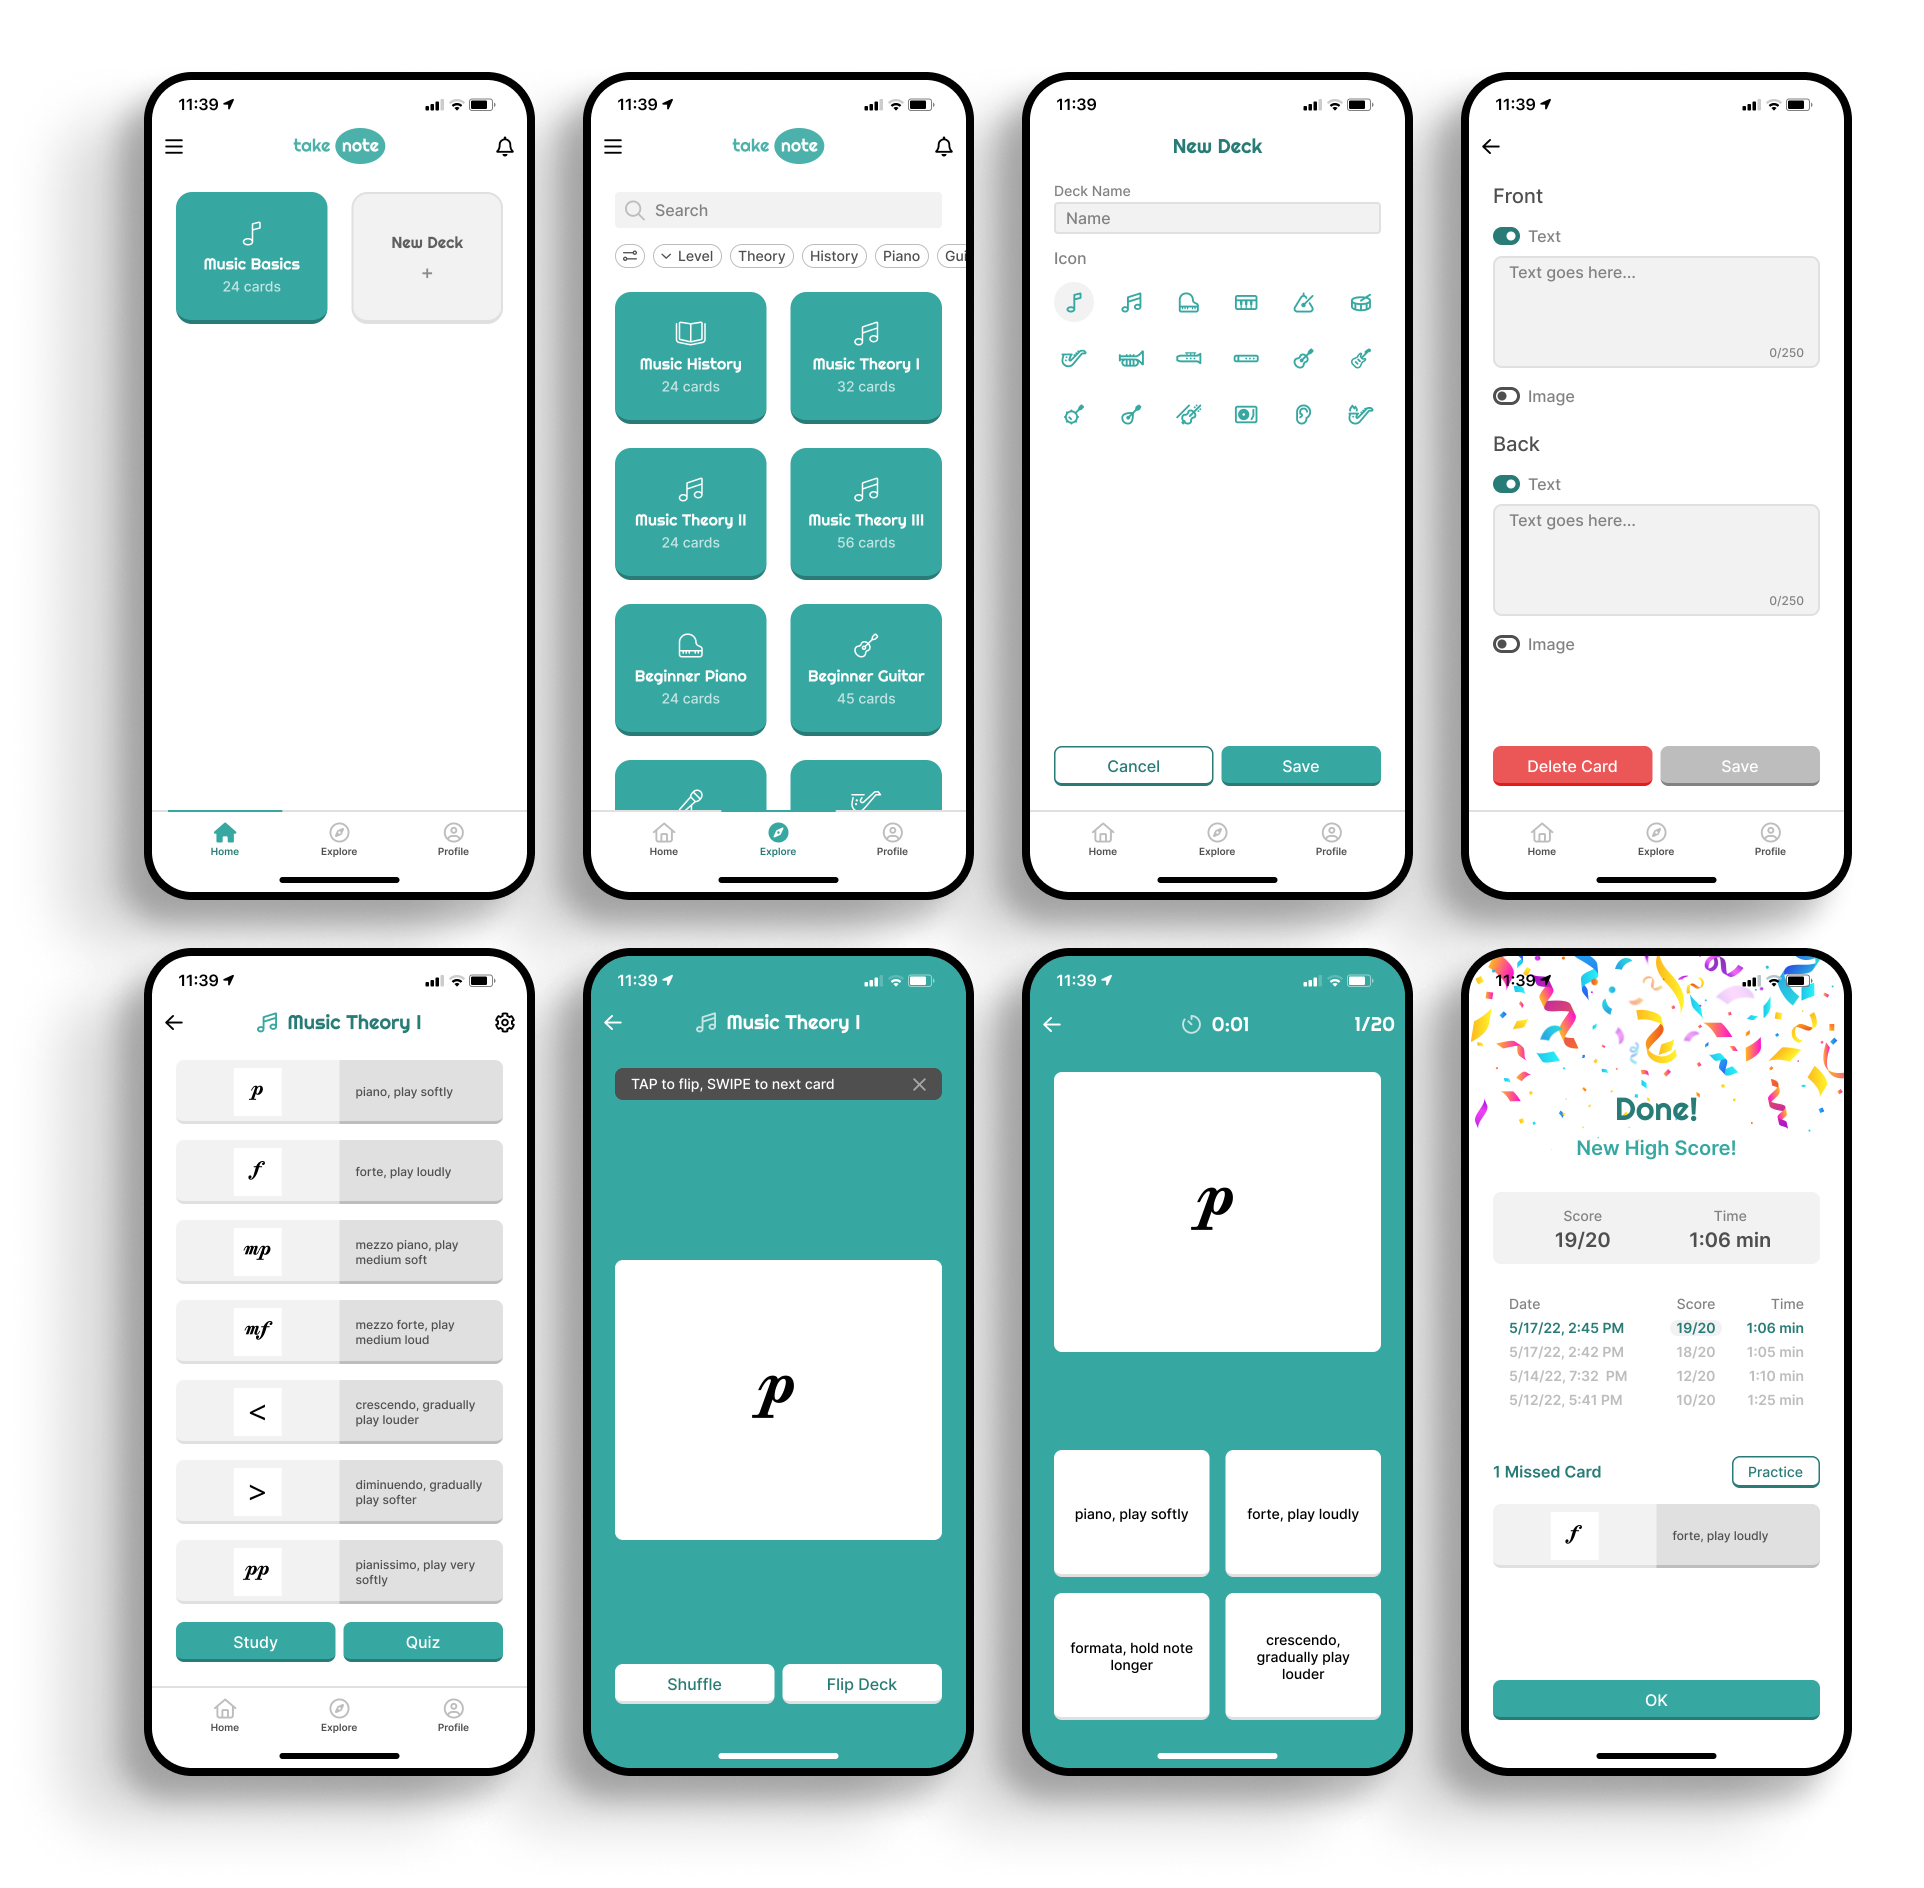 11:39
take note
Music Basics
24 cards
New Deck
+
Home
Explore
Profile
11:39
take note
Search
Level
Theory
History
Piano
Gui
Music History
24 cards
Music Theory I
32 cards
Music Theory II
24 cards
Music Theory III
56 cards
Beginner Piano
24 cards
Beginner Guitar
45 cards
Home
Explore
Profile
11:39
New Deck
Deck Name
Name
Icon
Cancel
Save
Home
Explore
Profile
11:39
Front
Text
Text goes here...
0/250
Image
Back
Text
Text goes here...
0/250
Image
Delete Card
Save
Home
Explore
Profile
11:39
Music Theory I
p
piano, play softly
f
forte, play loudly
mp
mezzo piano, play
medium soft
mf
mezzo forte, play
medium loud
<
crescendo, gradually
play louder
>
diminuendo, gradually
play softer
pp
pianissimo, play very
softly
Study
Quiz
Home
Explore
Profile
11:39
Music Theory I
TAP to flip, SWIPE to next card
p
Shuffle
Flip Deck
11:39
0:01
1/20
p
piano, play softly
forte, play loudly
formata, hold note
longer
crescendo,
gradually play
louder
11:39
Done!
New High Score!
Score
19/20
Time
1:06 min
Date Score Time
5/17/22, 2:45 PM 19/20 1:06 min
5/17/22, 2:42 PM 18/20 1:05 min
5/14/22, 7:32 PM 12/20 1:10 min
5/12/22, 5:41 PM 10/20 1:25 min
1 Missed Card
Practice
f
forte, play loudly
OK